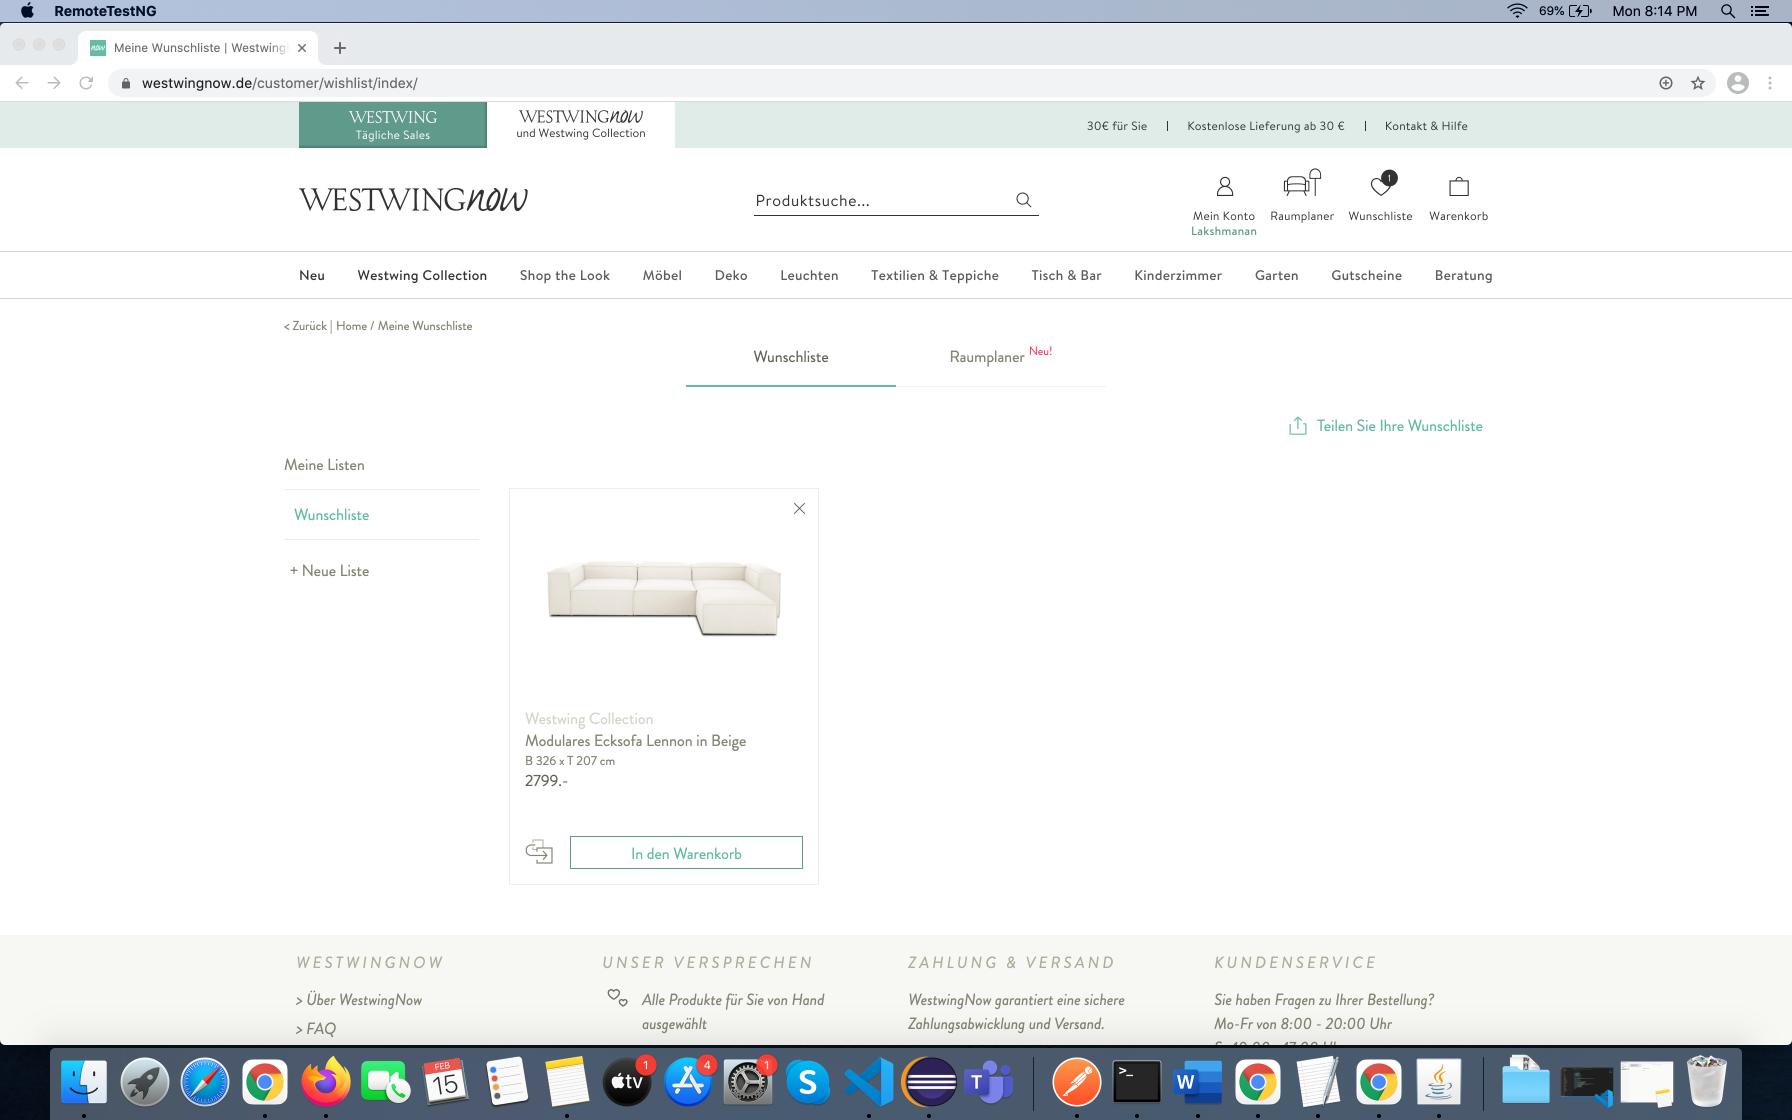 RemoteTestNG
69%
Mon 8:14 PM
now
Meine Wunschliste | Westwing
westwingnow.de/customer/wishlist/index/
WESTWING
Tägliche Sales
WESTWINGnow
und Westwing Collection
30€ für Sie | Kostenlose Lieferung ab 30 € | Kontakt & Hilfe
WESTWINGnow
Produktsuche...
1
Mein Konto
Lakshmanan
Raumplaner
Wunschliste
Warenkorb
Neu Westwing Collection Shop the Look Möbel Deko Leuchten Textilien & Teppiche Tisch & Bar Kinderzimmer Garten Gutscheine Beratung
< Zurück | Home / Meine Wunschliste
Wunschliste
Raumplaner Neu!
Teilen Sie Ihre Wunschliste
Meine Listen
Wunschliste
+ Neue Liste
Westwing Collection
Modulares Ecksofa Lennon in Beige
B 326 x T 207 cm
2799.-
In den Warenkorb
WESTWINGNOW
> Über WestwingNow
> FAQ
UNSER VERSPRECHEN
Alle Produkte für Sie von Hand
ausgewählt
ZAHLUNG & VERSAND
WestwingNow garantiert eine sichere
Zahlungsabwicklung und Versand.
KUNDENSERVICE
Sie haben Fragen zu Ihrer Bestellung?
Mo-Fr von 8:00 - 20:00 Uhr
FEB
15
tv
1
4
1
S
T
>_
W